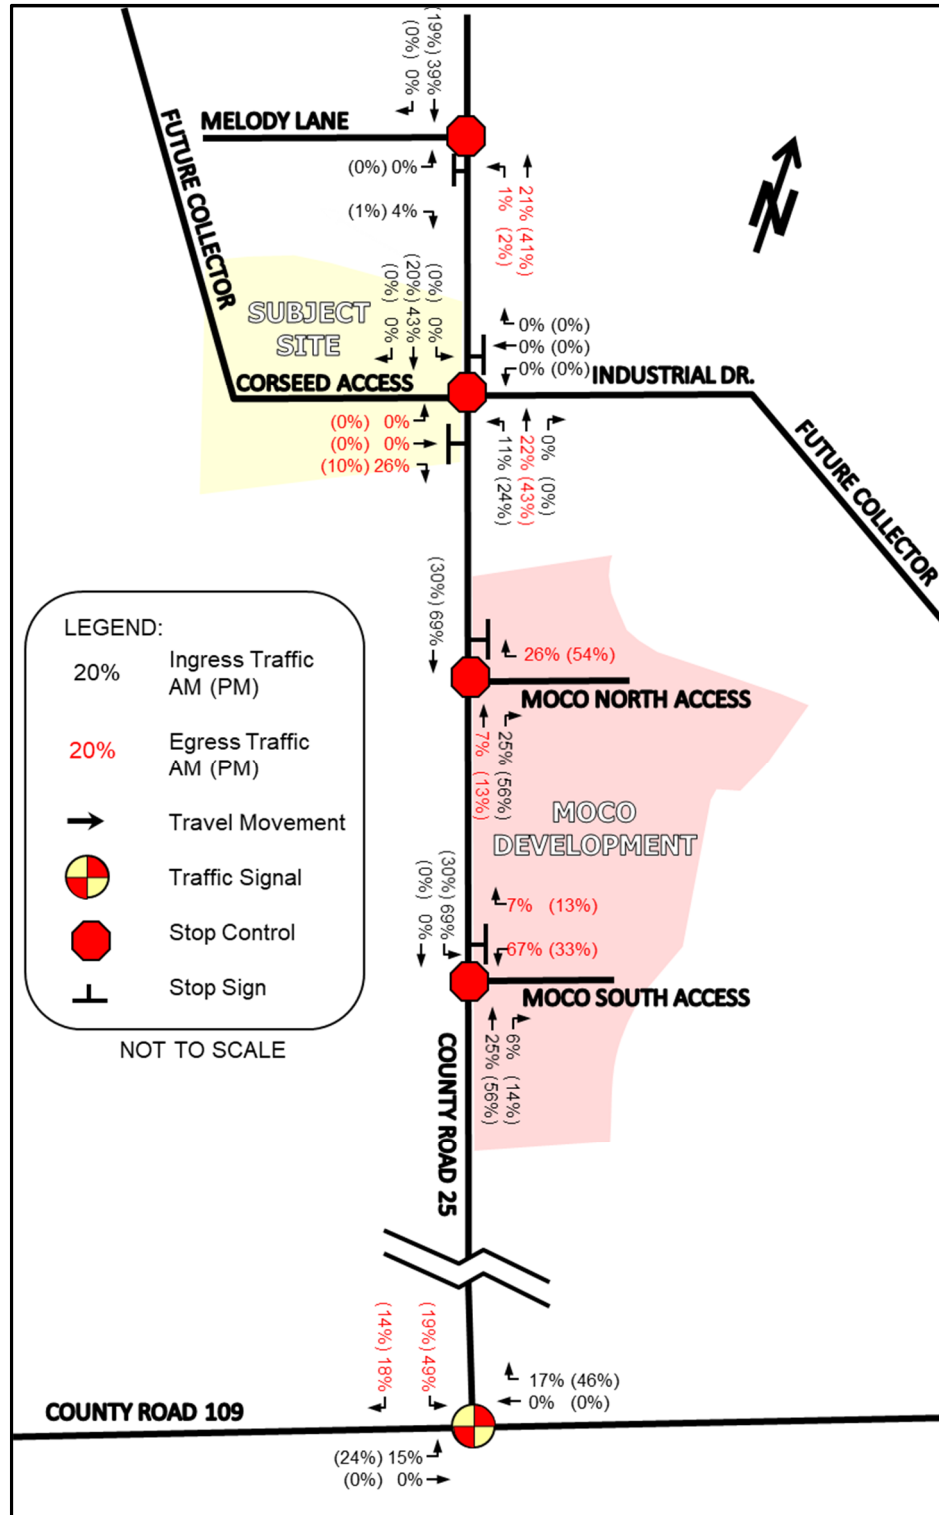 (19%) 39%
(0%) 0%
MELODY LANE
(0%) 0%
1% (2%)
21% (41%)
(1%) 4%
N
FUTURE COLLECTOR
SUBJECT
SITE
(0%) 0%
(20%) 43%
(0%) 0%
0% (0%)
0% (0%)
0% (0%)
CORSEED ACCESS
INDUSTRIAL DR.
(0%) 0%
(0%) 0%
(10%) 26%
11% (24%)
22% (43%)
0% (0%)
FUTURE COLLECTOR
(30%) 69%
26% (54%)
MOCO NORTH ACCESS
7% (13%)
25% (56%)
MOCO
DEVELOPMENT
(0%) 0%
(30%) 69%
7% (13%)
67% (33%)
MOCO SOUTH ACCESS
25% (56%)
6% (14%)
COUNTY ROAD 25
LEGEND:
20% Ingress Traffic
AM (PM)
20% Egress Traffic
AM (PM)
Travel Movement
Traffic Signal
Stop Control
Stop Sign
NOT TO SCALE
(14%) 18%
(19%) 49%
17% (46%)
0% (0%)
COUNTY ROAD 109
(24%) 15%
(0%) 0%